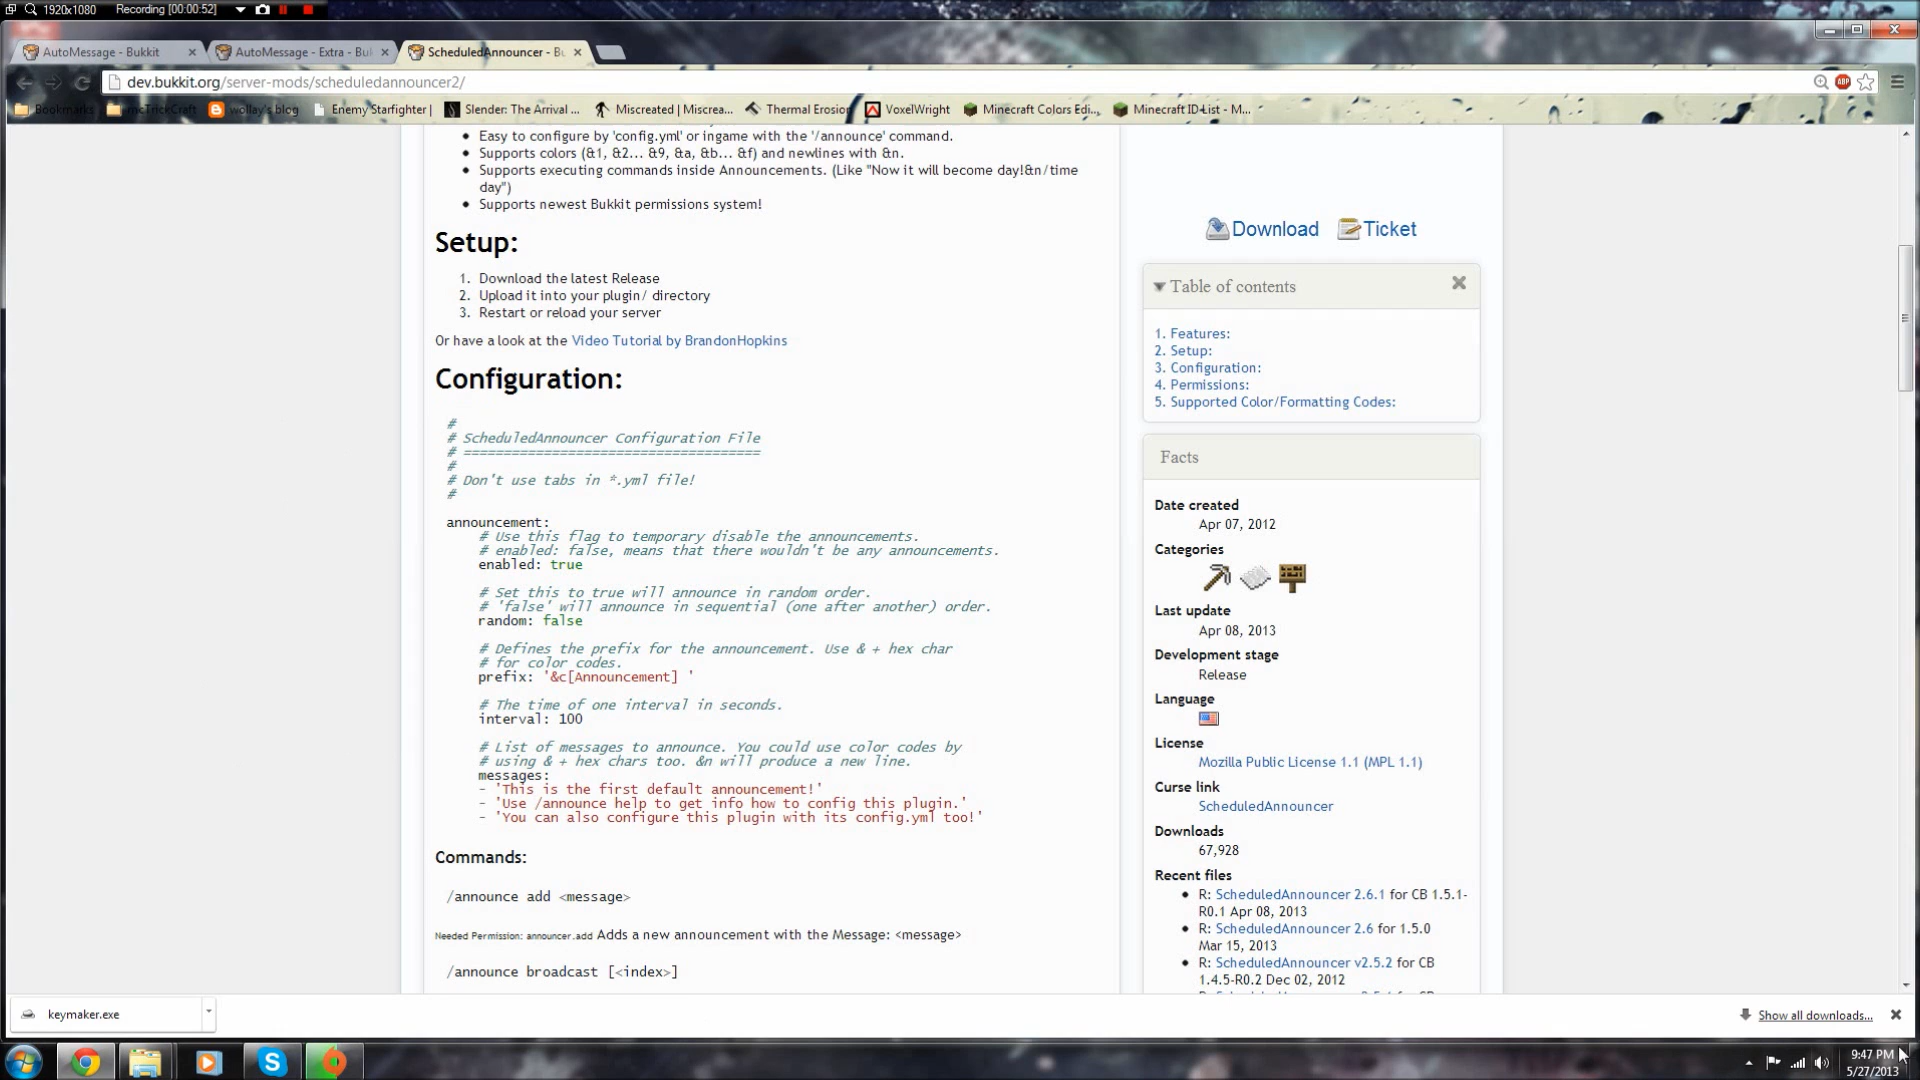 1920x1080 Recording [00:00:52]
AutoMessage - Bukkit
AutoMessage - Extra - Bu
ScheduledAnnouncer - B
dev.bukkit.org/server-mods/scheduledannouncer2/
ABP
Bookmarks mcTrickCraft wollay's blog Enemy Starfighter | Slender: The Arrival ... Miscreated | Miscrea... Thermal Erosion VoxelWright Minecraft Colors Edi... Minecraft ID-List - M...
• Easy to configure by 'config.yml' or ingame with the '/announce' command.
• Supports colors (&1, &2... &9, &a, &b... &f) and newlines with &n.
• Supports executing commands inside Announcements. (Like "Now it will become day!&n/time
day")
• Supports newest Bukkit permissions system!
Setup:
1. Download the latest Release
2. Upload it into your plugin/ directory
3. Restart or reload your server
Or have a look at the Video Tutorial by BrandonHopkins
Configuration:
#
# ScheduledAnnouncer Configuration File
# =====================================
#
# Don't use tabs in *.yml file!
#
announcement:
# Use this flag to temporary disable the announcements.
# enabled: false, means that there wouldn't be any announcements.
enabled: true
# Set this to true will announce in random order.
# 'false' will announce in sequential (one after another) order.
random: false
# Defines the prefix for the announcement. Use & + hex char
# for color codes.
prefix: '&c[Announcement] '
# The time of one interval in seconds.
interval: 100
# List of messages to announce. You could use color codes by
# using & + hex chars too. &n will produce a new line.
messages:
- 'This is the first default announcement!'
- 'Use /announce help to get info how to config this plugin.'
- 'You can also configure this plugin with its config.yml too!'
Commands:
/announce add <message>
Needed Permission: announcer.add Adds a new announcement with the Message: <message>
/announce broadcast [<index>]
Download Ticket
Table of contents
1. Features:
2. Setup:
3. Configuration:
4. Permissions:
5. Supported Color/Formatting Codes:
Facts
Date created
Apr 07, 2012
Categories
Last update
Apr 08, 2013
Development stage
Release
Language
License
Mozilla Public License 1.1 (MPL 1.1)
Curse link
ScheduledAnnouncer
Downloads
67,928
Recent files
• R: ScheduledAnnouncer 2.6.1 for CB 1.5.1-
R0.1 Apr 08, 2013
• R: ScheduledAnnouncer 2.6 for 1.5.0
Mar 15, 2013
• R: ScheduledAnnouncer v2.5.2 for CB
1.4.5-R0.2 Dec 02, 2012
keymaker.exe
Show all downloads...
9:47 PM
5/27/2013